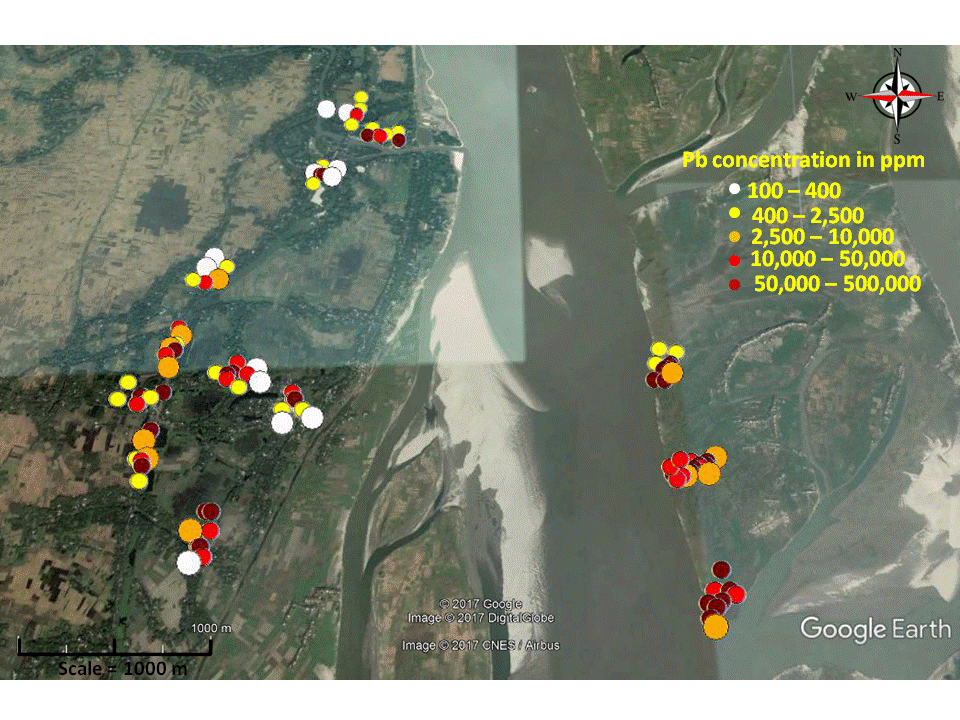 N
W E
S
Pb concentration in ppm
100 – 400
400 – 2,500
2,500 – 10,000
10,000 – 50,000
50,000 – 500,000
© 2017 Google
Image © 2017 DigitalGlobe
Image © 2017 CNES / Airbus
Google Earth
1000 m
Scale = 1000 m